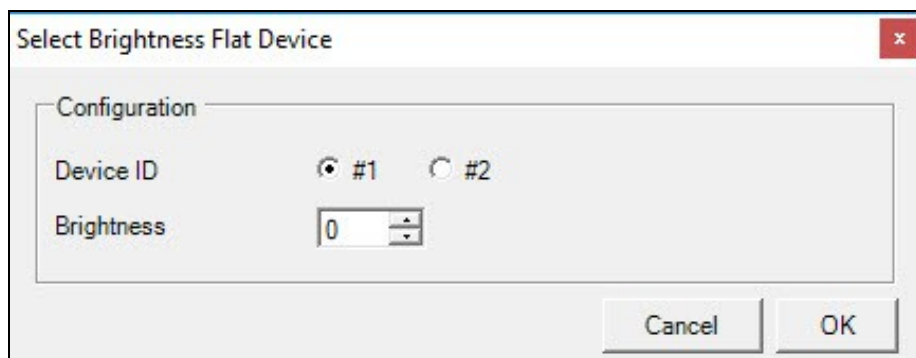 Select Brightness Flat Device
x
Configuration
Device ID #1 #2
Brightness 0
Cancel OK